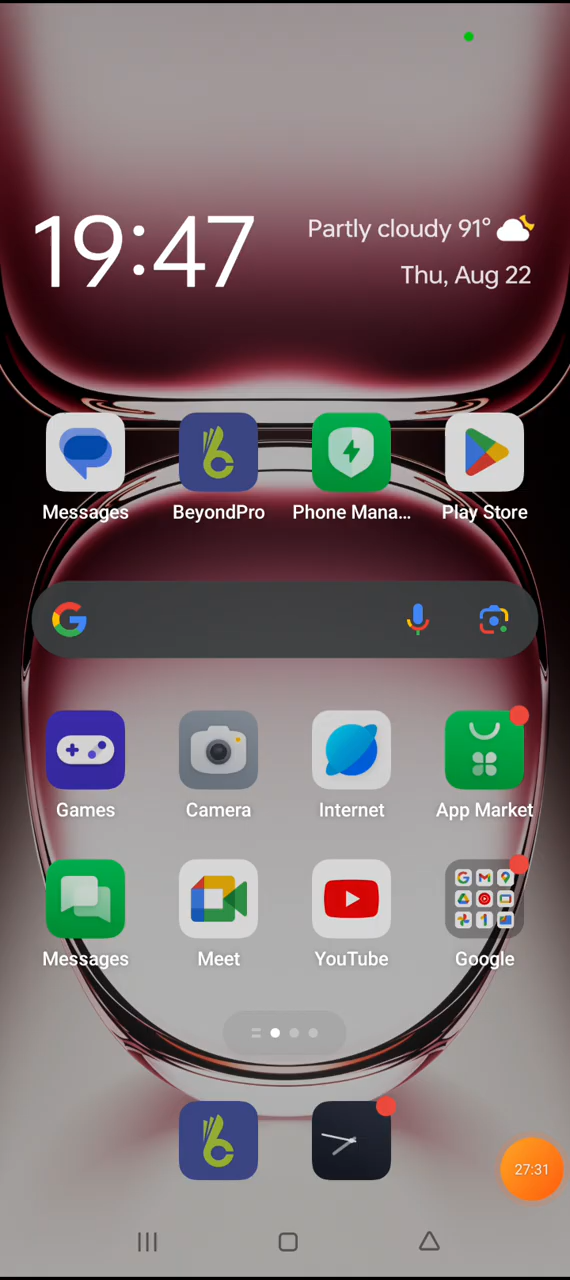 19:47
Partly cloudy 91°
Thu, Aug 22
Messages
BeyondPro
Phone Mana...
Play Store
Games
Camera
Internet
App Market
Messages
Meet
YouTube
Google
27:31